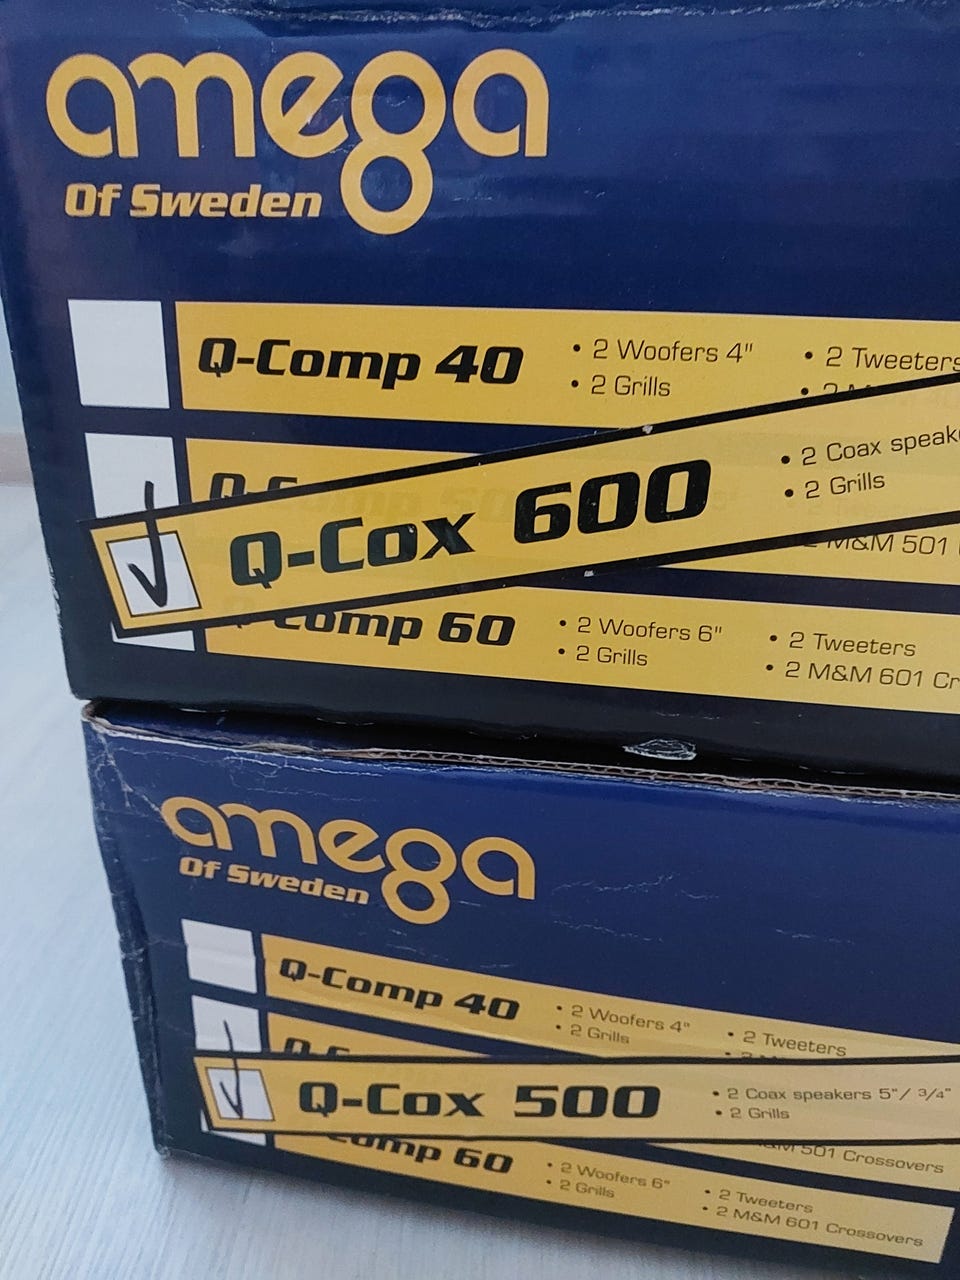 amega
Of Sweden
Q-Comp 40
• 2 Woofers 4"
• 2 Grills
• 2 Tweeters
Q-Cox 600
• 2 Coax
• 2 Grills
M&M 501
Comp 60
• 2 Woofers 6"
• 2 Grills
• 2 Tweeters
• 2 M&M 601
amega
Of Sweden
Q-Comp 40
• 2 Woofers 4"
• 2 Grills
• 2 Tweeters
Q-Cox 500
• 2 Coax speakers 5"/ 3/4"
• 2 Grills
501 Crossovers
60
• 2 Woofers 6"
• 2 Grills
• 2 Tweeters
• 2 M&M 601 Crossovers